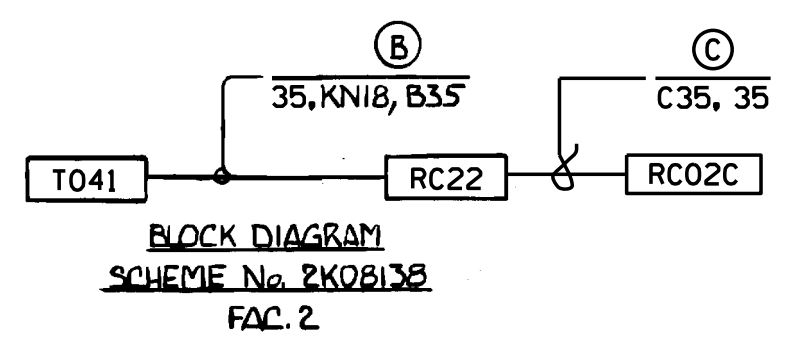 B
C
35, KN18, B35
C35, 35
T041
RC22
RC02C
BLOCK DIAGRAM
SCHEME No. 2K08138
FAC. 2